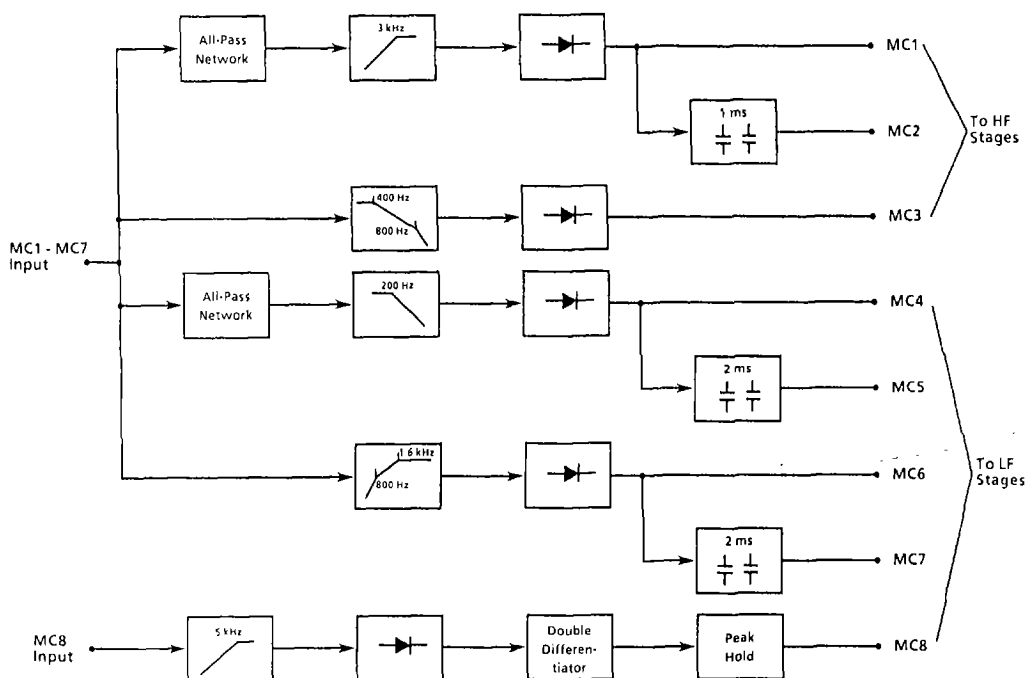 All-Pass
Network
3 kHz
MC1
1 ms
MC2
To HF
Stages
400 Hz
800 Hz
MC3
MC1 - MC7
Input
All-Pass
Network
200 Hz
MC4
2 ms
MC5
1 6 kHz
800 Hz
MC6
To LF
Stages
2 ms
MC7
MC8
Input
5 kHz
Double
Differen-
tiator
Peak
Hold
MC8